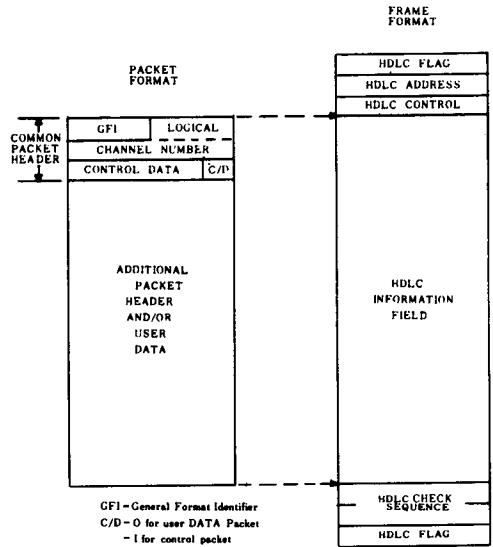 FRAME
FORMAT
PACKET
FORMAT
HDLC FLAG
HDLC ADDRESS
HDLC CONTROL
COMMON
PACKET
HEADER
GFI
LOGICAL
CHANNEL NUMBER
CONTROL DATA
C/D
ADDITIONAL
PACKET
HEADER
AND/OR
USER
DATA
HDLC
INFORMATION
FIELD
HDLC CHECK
SEQUENCE
HDLC FLAG
GFI-General Format Identifier
C/D-O for user DATA Packet
-I for control packet